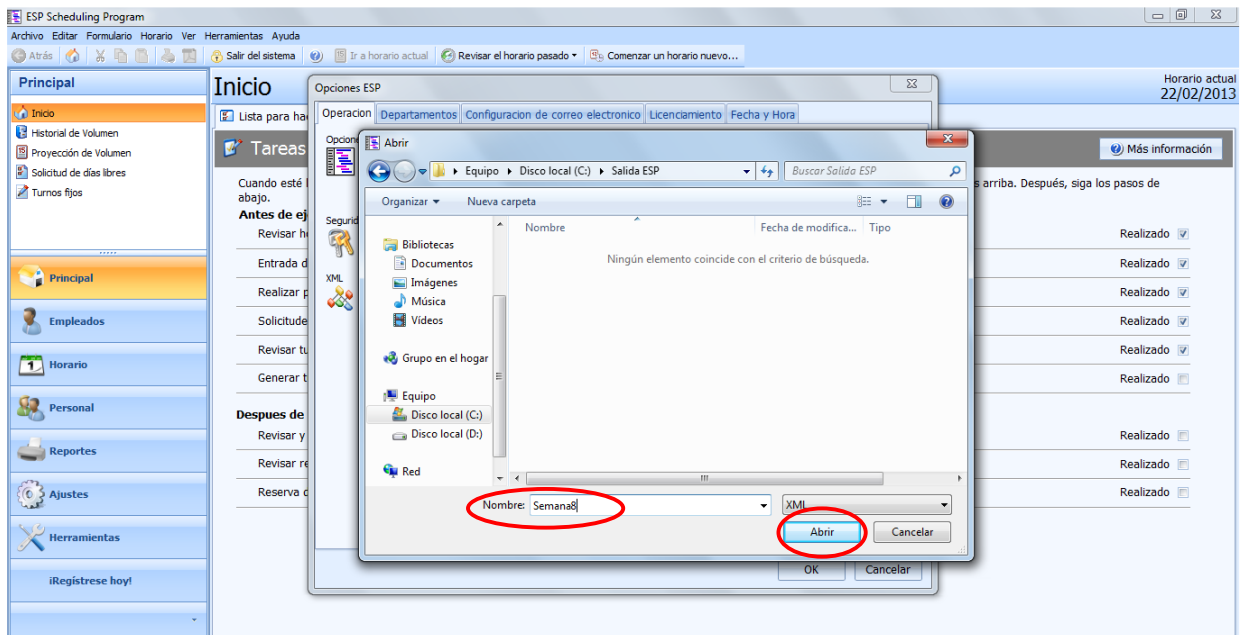 ESP Scheduling Program
Archivo Editar Formulario Horario Ver Herramientas Ayuda
Atrás Salir del sistema Ir a horario actual Revisar el horario pasado Comenzar un horario nuevo...
Principal
Inicio
Historial de Volumen
Proyección de Volumen
Solicitud de días libres
Turnos fijos
Principal
Empleados
Horario
Personal
Reportes
Ajustes
Herramientas
iRegístrese hoy!
Inicio
Horario actual
22/02/2013
Lista para ha
Tareas
Más información
Cuando esté
s arriba. Después, siga los pasos de
abajo.
Antes de ej
Revisar h
Realizado
Entrada d
Realizado
Realizar p
Realizado
Solicitude
Realizado
Revisar tu
Realizado
Generar t
Realizado
Despues de
Revisar y
Realizado
Revisar re
Realizado
Reserva d
Realizado
Opciones ESP
Operacion Departamentos Configuracion de correo electronico Licenciamiento Fecha y Hora
Opcione
Segurid
XML
OK Cancelar
Abrir
Equipo Disco local (C:) Salida ESP
Buscar Salida ESP
Organizar Nueva carpeta
Bibliotecas
Documentos
Imágenes
Música
Vídeos
Grupo en el hogar
Equipo
Disco local (C:)
Disco local (D:)
Red
Nombre Fecha de modifica... Tipo
Ningún elemento coincide con el criterio de búsqueda.
Nombre: Semana8
XML
Abrir Cancelar